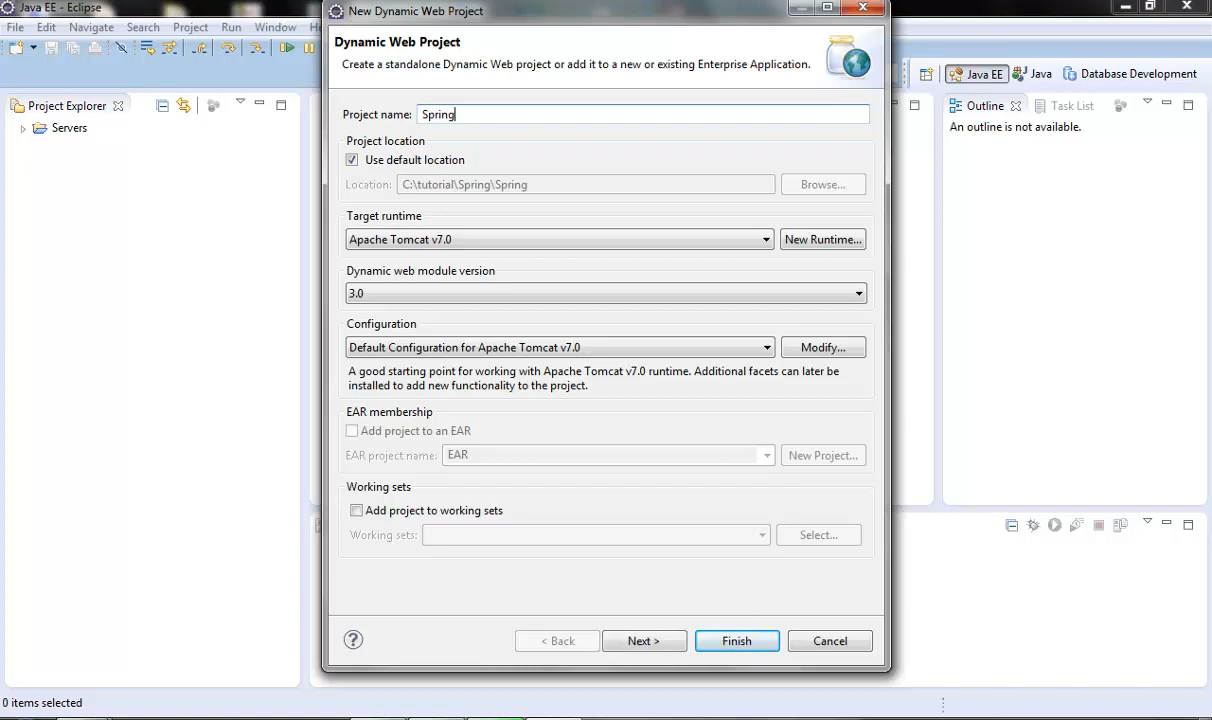 Java EE - Eclipse
New Dynamic Web Project
File Edit Navigate Search Project Run Window
Dynamic Web Project
Create a standalone Dynamic Web project or add it to a new or existing Enterprise Application.
Java EE Java Database Development
Project Explorer
Servers
Outline Task List
An outline is not available.
Project name: Spring
Project location
Use default location
Location: C:\tutorial\Spring\Spring Browse...
Target runtime
Apache Tomcat v7.0 New Runtime...
Dynamic web module version
3.0
Configuration
Default Configuration for Apache Tomcat v7.0 Modify...
A good starting point for working with Apache Tomcat v7.0 runtime. Additional facets can later be
installed to add new functionality to the project.
EAR membership
Add project to an EAR
EAR project name: EAR New Project...
Working sets
Add project to working sets
Working sets: Select...
< Back Next > Finish Cancel
0 items selected